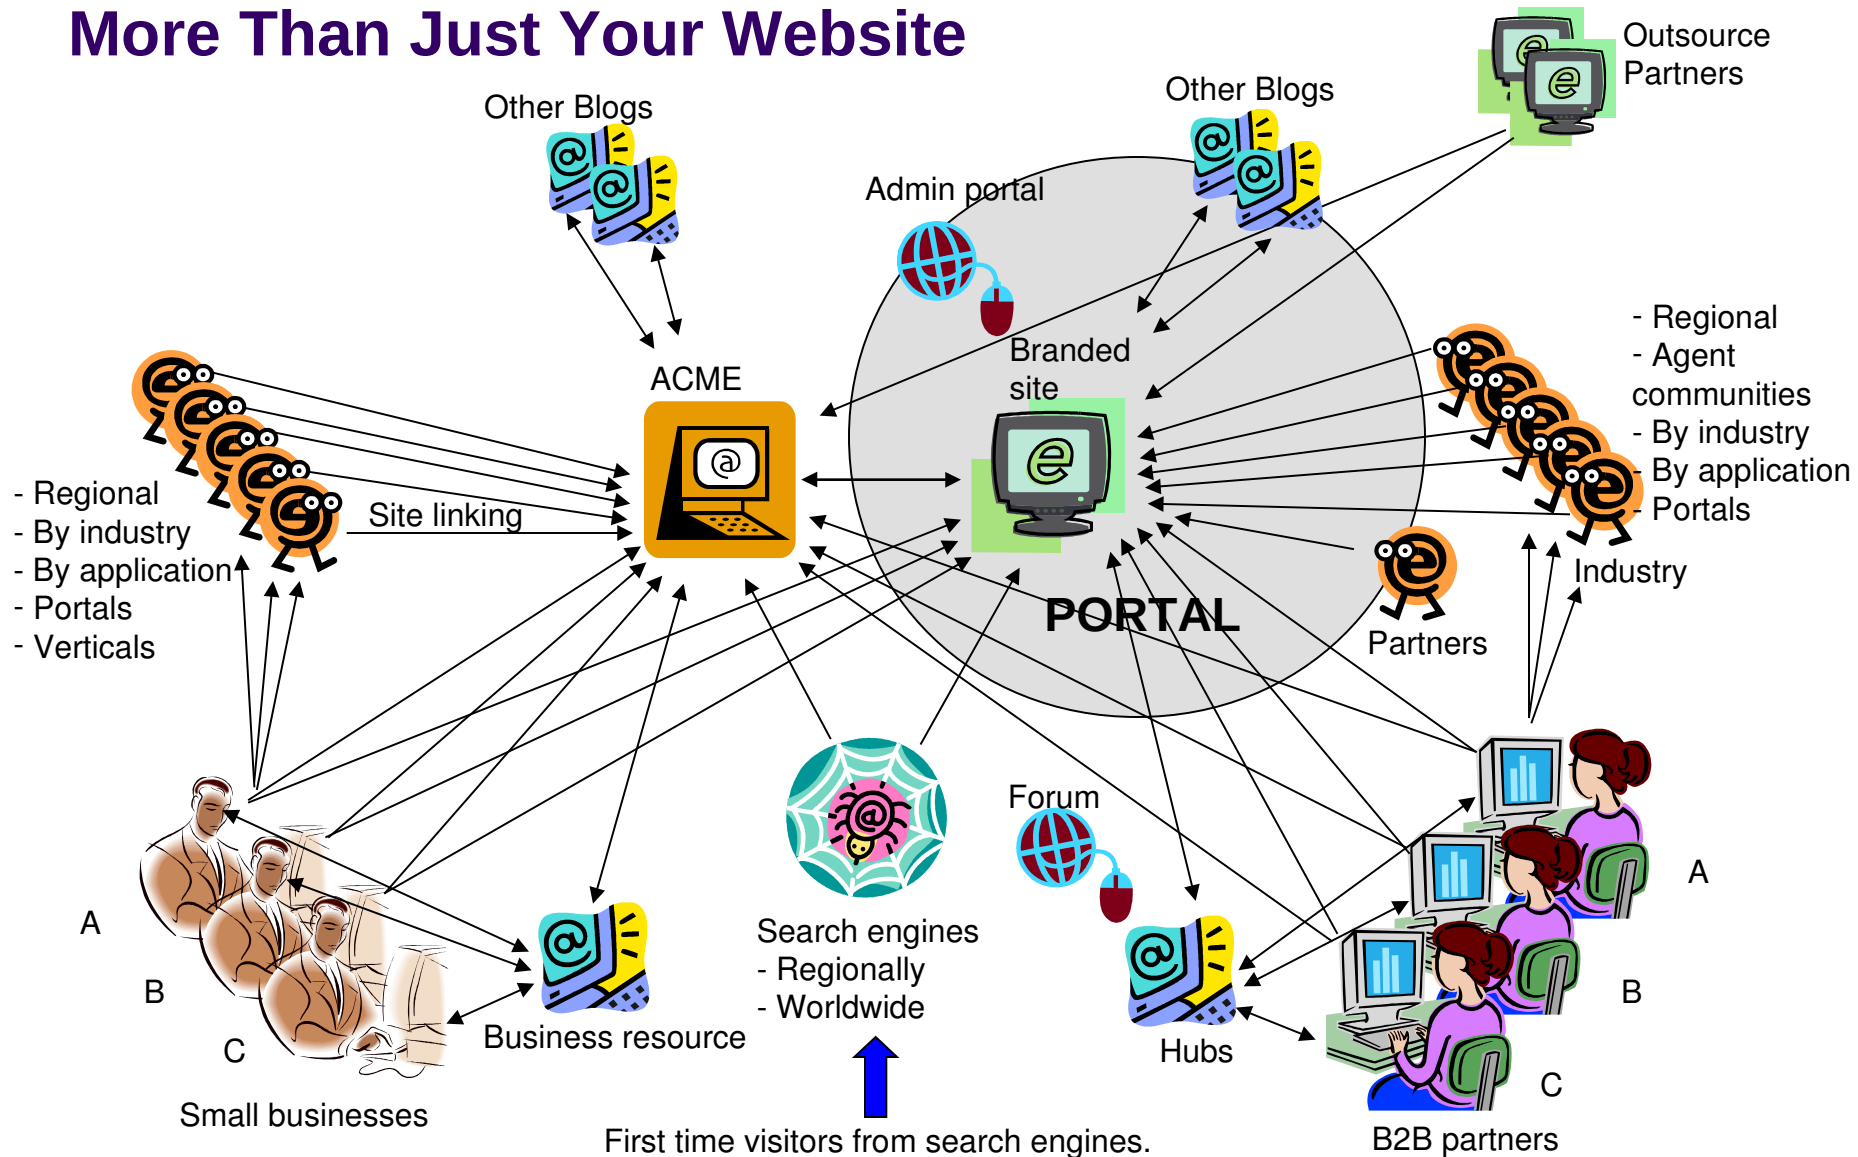 More Than Just Your Website
Outsource
Partners
Other Blogs
Other Blogs
Admin portal
Branded
site
ACME
- Regional
- Agent
communities
- By industry
- By application
- Portals
- Regional
- By industry
- By application
- Portals
- Verticals
Site linking
Industry
PORTAL
Partners
Forum
A
B
C
Small businesses
Business resource
Search engines
- Regionally
- Worldwide
Hubs
A
B
C
B2B partners
First time visitors from search engines.